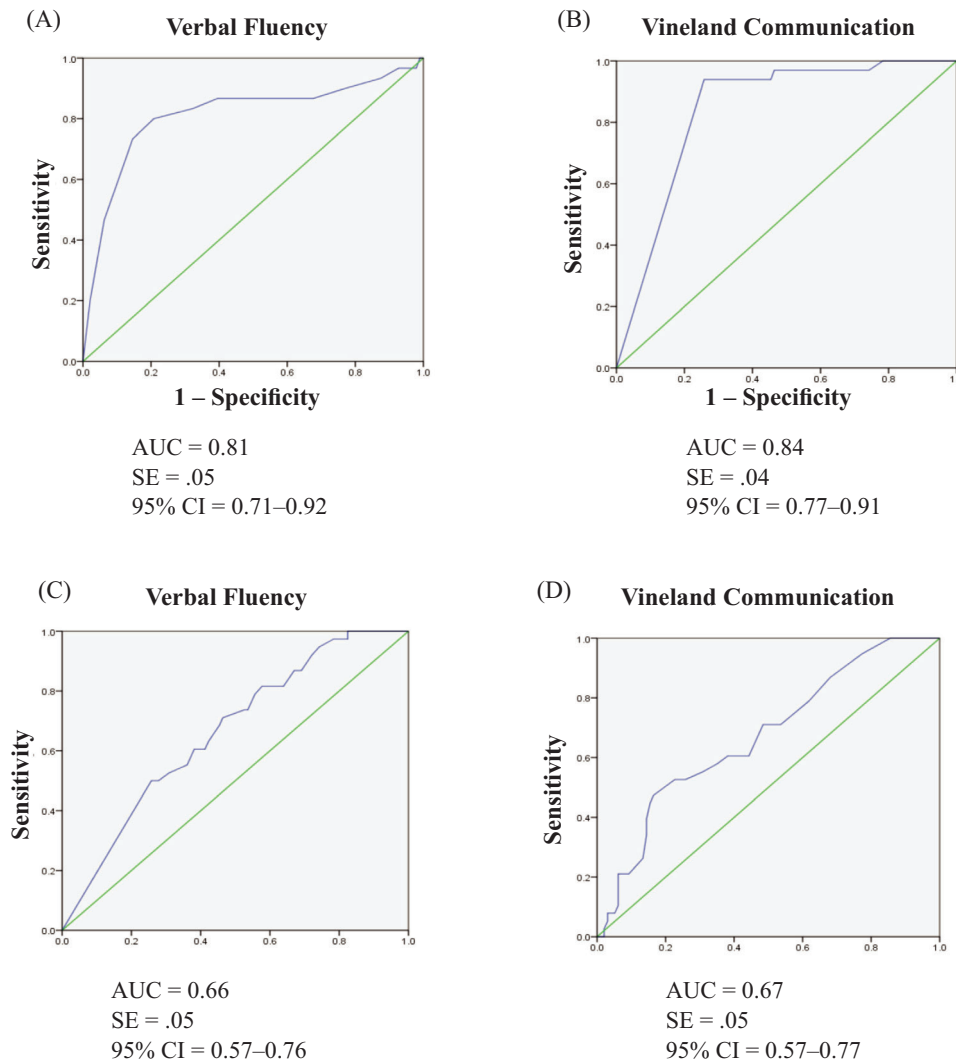 (A)
Verbal Fluency
Sensitivity
1.0
0.8
0.6
0.4
0.2
0.0
0.0 0.2 0.4 0.6 0.8 1.0
1 – Specificity
AUC = 0.81
SE = .05
95% CI = 0.71–0.92
(B)
Vineland Communication
Sensitivity
1.0
0.8
0.6
0.4
0.2
0.0
0.0 0.2 0.4 0.6 0.8 1.0
1 – Specificity
AUC = 0.84
SE = .04
95% CI = 0.77–0.91
(C)
Verbal Fluency
Sensitivity
1.0
0.8
0.6
0.4
0.2
0.0
0.0 0.2 0.4 0.6 0.8 1.0
AUC = 0.66
SE = .05
95% CI = 0.57–0.76
(D)
Vineland Communication
Sensitivity
1.0
0.8
0.6
0.4
0.2
0.0
0.0 0.2 0.4 0.6 0.8 1.0
AUC = 0.67
SE = .05
95% CI = 0.57–0.77